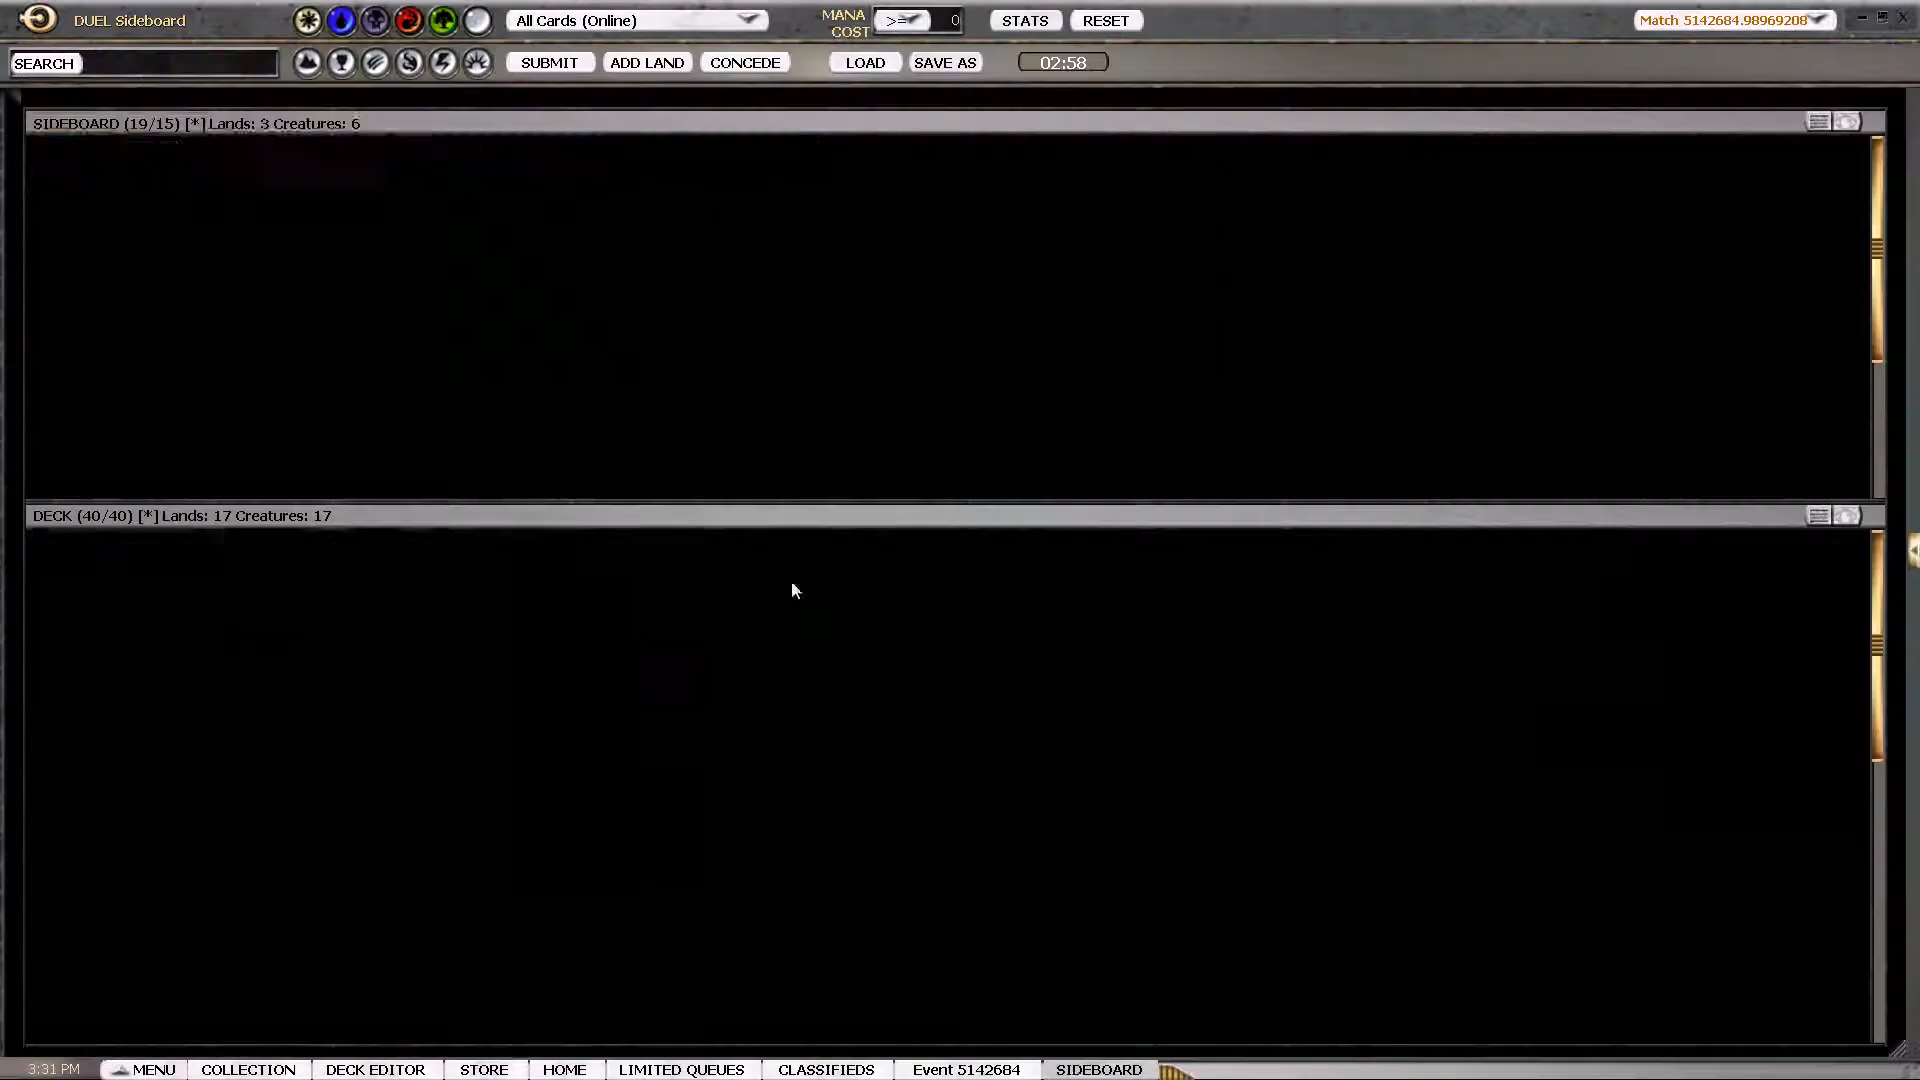 DUEL Sideboard
All Cards (Online)
MANA COST
>=
0
STATS
RESET
Match 5142684.98969208
SEARCH
SUBMIT
ADD LAND
CONCEDE
LOAD
SAVE AS
02:58
SIDEBOARD (19/15) [*] Lands: 3 Creatures: 6
DECK (40/40) [*] Lands: 17 Creatures: 17
3:31 PM
MENU
COLLECTION
DECK EDITOR
STORE
HOME
LIMITED QUEUES
CLASSIFIEDS
Event 5142684
SIDEBOARD